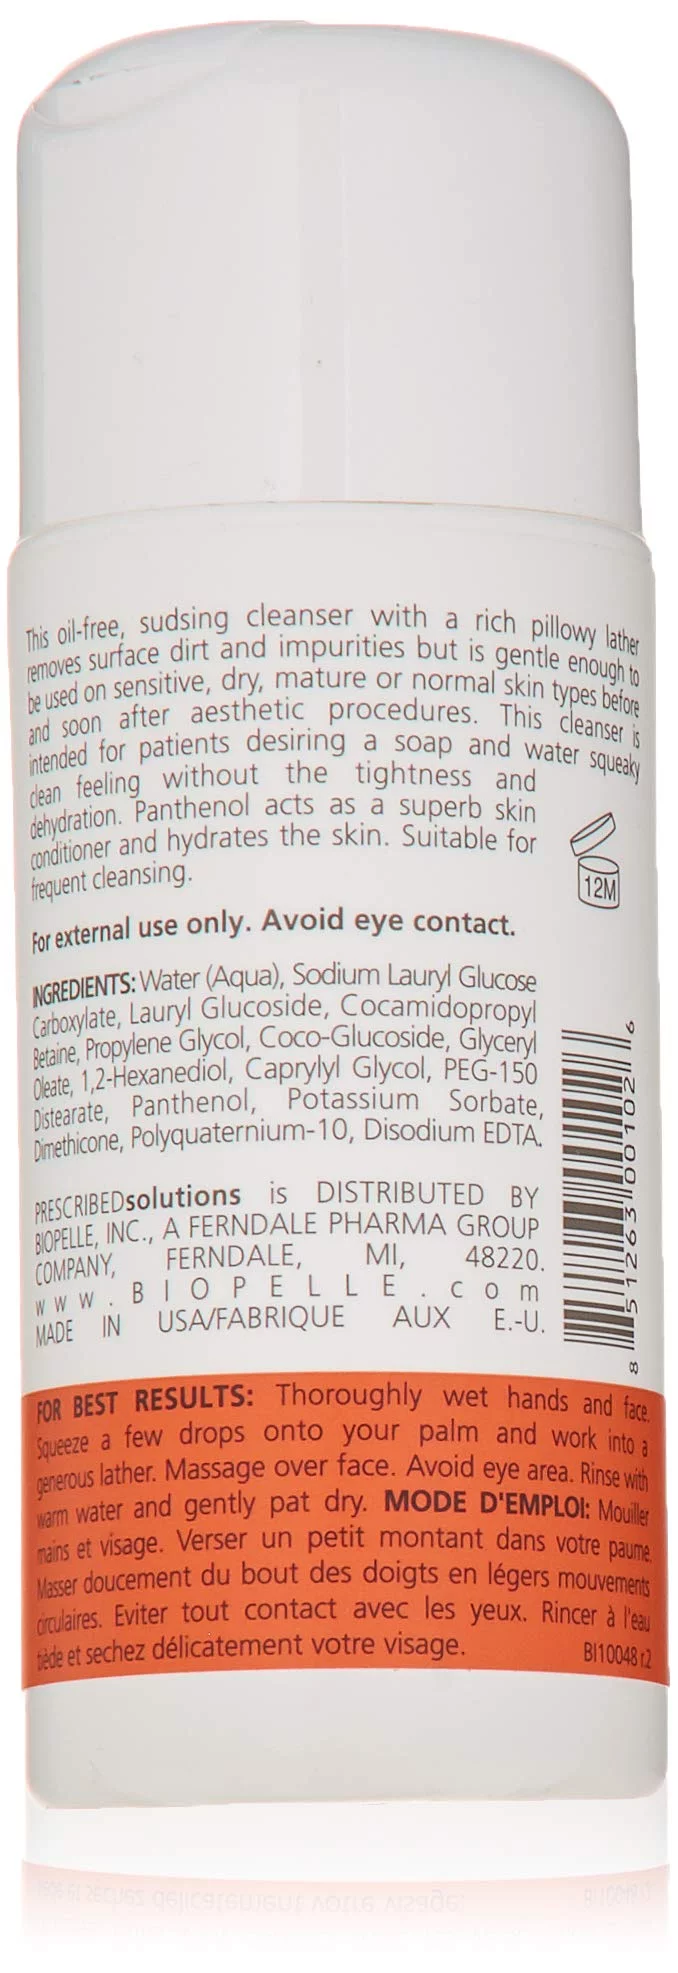 This oil-free, sudsing cleanser with a rich pillowy lather
removes surface dirt and impurities but is gentle enough to
be used on sensitive, dry, mature or normal skin types before
and soon after aesthetic procedures. This cleanser is
intended for patients desiring a soap and water squeaky
clean feeling without the tightness and
dehydration. Panthenol acts as a superb skin
conditioner and hydrates the skin. Suitable for
frequent cleansing.
12M
For external use only. Avoid eye contact.
INGREDIENTS: Water (Aqua), Sodium Lauryl Glucose
Carboxylate, Lauryl Glucoside, Cocamidopropyl
Betaine, Propylene Glycol, Coco-Glucoside, Glyceryl
Oleate, 1,2-Hexanediol, Caprylyl Glycol, PEG-150
Distearate, Panthenol, Potassium Sorbate,
Dimethicone, Polyquaternium-10, Disodium EDTA.
8 51263 00102 6
PRESCRIBEDsolutions is DISTRIBUTED BY
BIOPELLE, INC., A FERNDALE PHARMA GROUP
COMPANY, FERNDALE, MI, 48220.
www.BIOPELLE.com
MADE IN USA/FABRIQUE AUX E.-U.
FOR BEST RESULTS: Thoroughly wet hands and face.
Squeeze a few drops onto your palm and work into a
generous lather. Massage over face. Avoid eye area. Rinse with
warm water and gently pat dry. MODE D'EMPLOI: Mouiller
mains et visage. Verser un petit montant dans votre paume.
Masser doucement du bout des doigts en légers mouvements
circulaires. Eviter tout contact avec les yeux. Rincer à l'eau
tiède et sechez délicatement votre visage.
BI10048 r.2